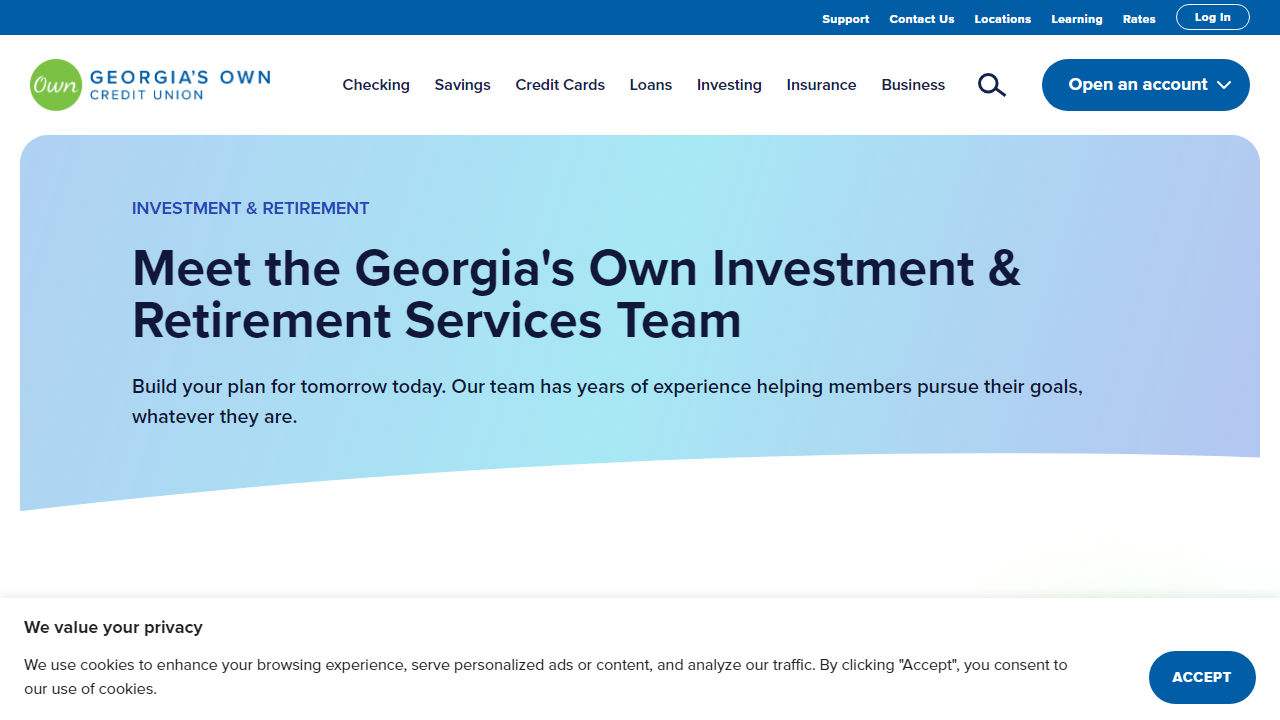 Support Contact Us Locations Learning Rates Log In
Own GEORGIA'S OWN
CREDIT UNION
Checking Savings Credit Cards Loans Investing Insurance Business Open an account
INVESTMENT & RETIREMENT
Meet the Georgia's Own Investment &
Retirement Services Team
Build your plan for tomorrow today. Our team has years of experience helping members pursue their goals,
whatever they are.
We value your privacy
We use cookies to enhance your browsing experience, serve personalized ads or content, and analyze our traffic. By clicking "Accept", you consent to
our use of cookies.
ACCEPT